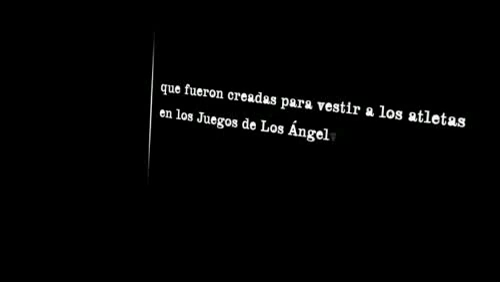 que fueron creadas para vestir a los atletas
en los Juegos de Los Ángel